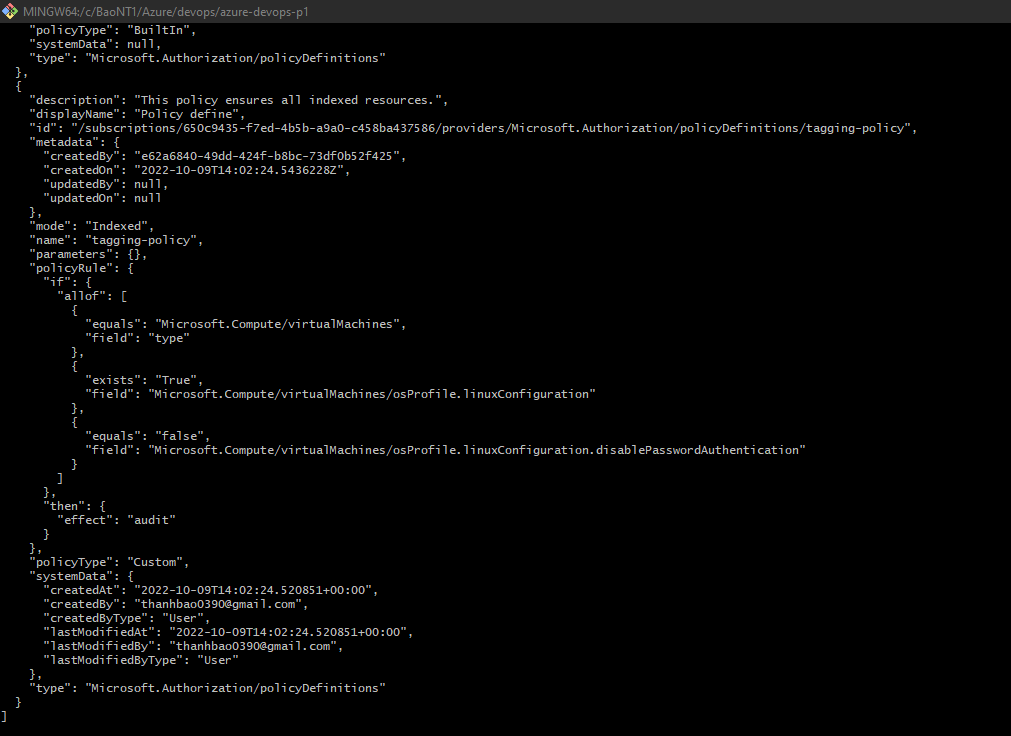 MINGW64:/c/BaoNT1/Azure/devops/azure-devops-p1
    "policyType": "BuiltIn",
    "systemData": null,
    "type": "Microsoft.Authorization/policyDefinitions"
  },
  {
    "description": "This policy ensures all indexed resources.",
    "displayName": "Policy define",
    "id": "/subscriptions/650c9435-f7ed-4b5b-a9a0-c458ba437586/providers/Microsoft.Authorization/policyDefinitions/tagging-policy",
    "metadata": {
      "createdBy": "e62a6840-49dd-424f-b8bc-73df0b52f425",
      "createdOn": "2022-10-09T14:02:24.5436228Z",
      "updatedBy": null,
      "updatedOn": null
    },
    "mode": "Indexed",
    "name": "tagging-policy",
    "parameters": {},
    "policyRule": {
      "if": {
        "allof": [
          {
            "equals": "Microsoft.Compute/virtualMachines",
            "field": "type"
          },
          {
            "exists": "True",
            "field": "Microsoft.Compute/virtualMachines/osProfile.linuxConfiguration"
          },
          {
            "equals": "false",
            "field": "Microsoft.Compute/virtualMachines/osProfile.linuxConfiguration.disablePasswordAuthentication"
          }
        ]
      },
      "then": {
        "effect": "audit"
      }
    },
    "policyType": "Custom",
    "systemData": {
      "createdAt": "2022-10-09T14:02:24.520851+00:00",
      "createdBy": "thanhbao0390@gmail.com",
      "createdByType": "User",
      "lastModifiedAt": "2022-10-09T14:02:24.520851+00:00",
      "lastModifiedBy": "thanhbao0390@gmail.com",
      "lastModifiedByType": "User"
    },
    "type": "Microsoft.Authorization/policyDefinitions"
  }
]